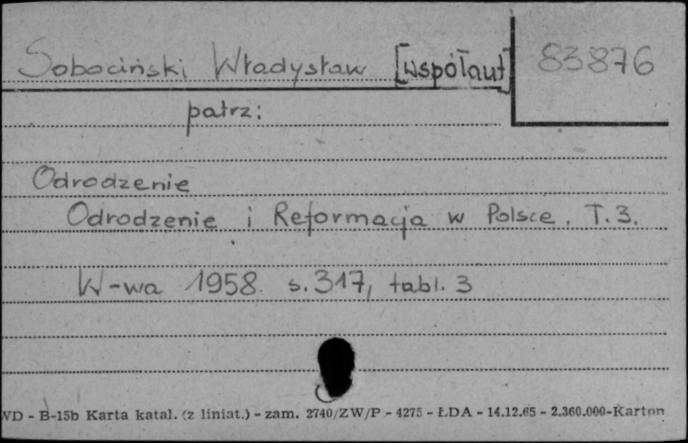 Sobociński Władysław [współaut] 83876
patrz:
Odrodzenie
Odrodzenie i Reformacja w Polsce. T. 3.
W-wa 1958. s. 317, tabl. 3
WD - B-15b Karta katal. (z liniat.) - zam. 2740/ZW/P - 4275 - ŁDA - 14.12.65 - 2.360.000-Karton